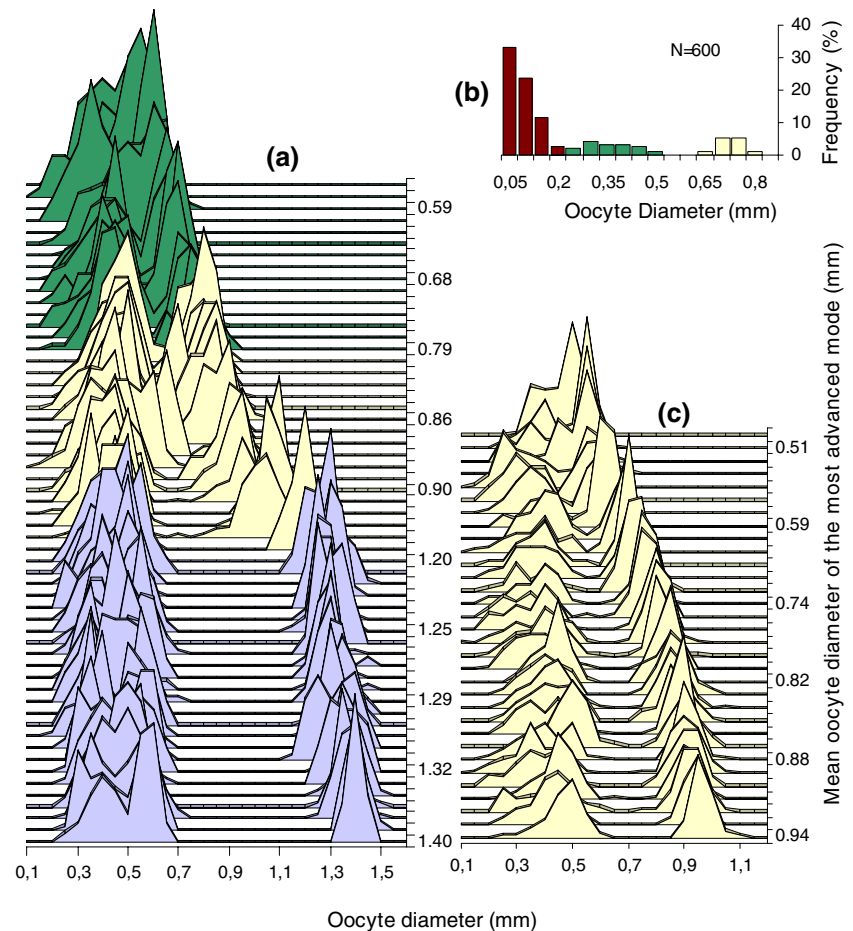 40
30
20
10
0
Frequency (%)
N=600
(b)
0,05 0,2 0,35 0,5 0,65 0,8
Oocyte Diameter (mm)
(a)
0.59
0.68
0.79
0.86
0.90
1.20
1.25
1.29
1.32
1.40
0,1 0,3 0,5 0,7 0,9 1,1 1,3 1,5
(c)
0.51
0.59
0.74
0.82
0.88
0.94
0,1 0,3 0,5 0,7 0,9 1,1
Mean oocyte diameter of the most advanced mode (mm)
Oocyte diameter (mm)